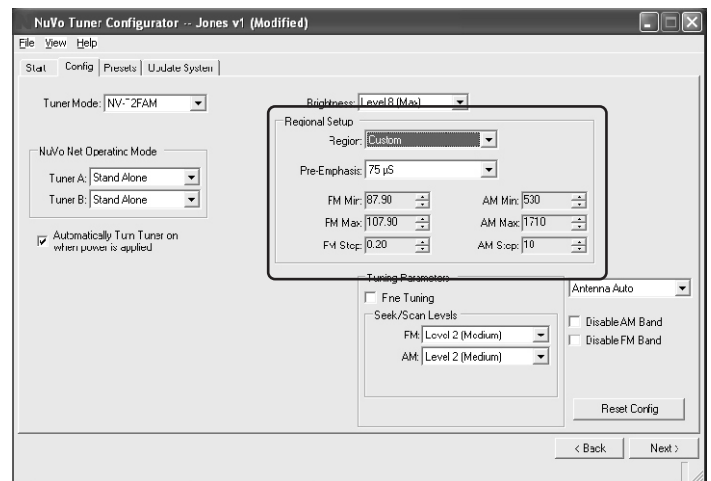 NuVo Tuner Configurator -- Jones v1 (Modified)
File View Help
Start Config Presets Update System
Tuner Mode: NV-T2FAM
Brightness: Level 8 (Max)
Regional Setup
Region: Custom
Pre-Emphasis: 75 µS
FM Min: 87.90 AM Min: 530
FM Max: 107.90 AM Max: 1710
FM Step: 0.20 AM Step: 10
NuVo Net Operating Mode
Tuner A: Stand Alone
Tuner B: Stand Alone
Automatically Turn Tuner on
when power is applied
Tuning Parameters
Fine Tuning
Seek/Scan Levels
FM: Level 2 (Medium)
AM: Level 2 (Medium)
Antenna Auto
Disable AM Band
Disable FM Band
Reset Config
< Back Next >